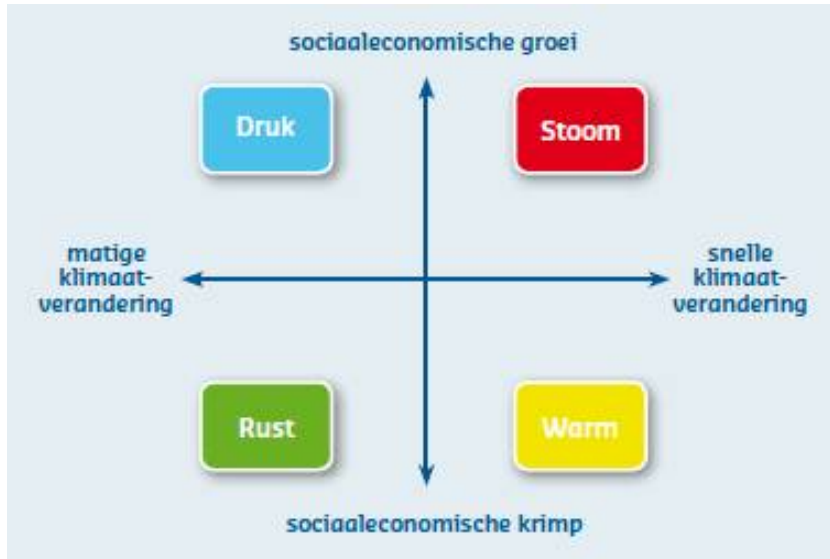 sociaaleconomische groei
Druk
Stoom
matige
klimaat-
verandering
snelle
klimaat-
verandering
Rust
Warm
sociaaleconomische krimp